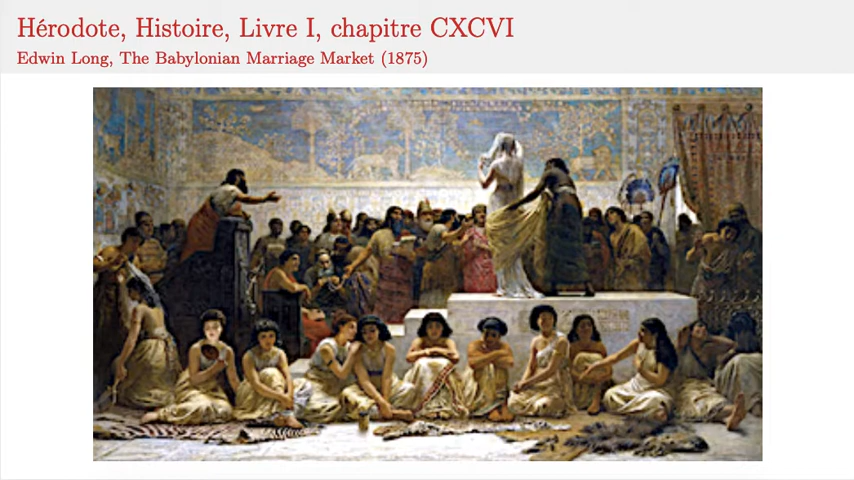 Hérodote, Histoire, Livre I, chapitre CXCVI
Edwin Long, The Babylonian Marriage Market (1875)